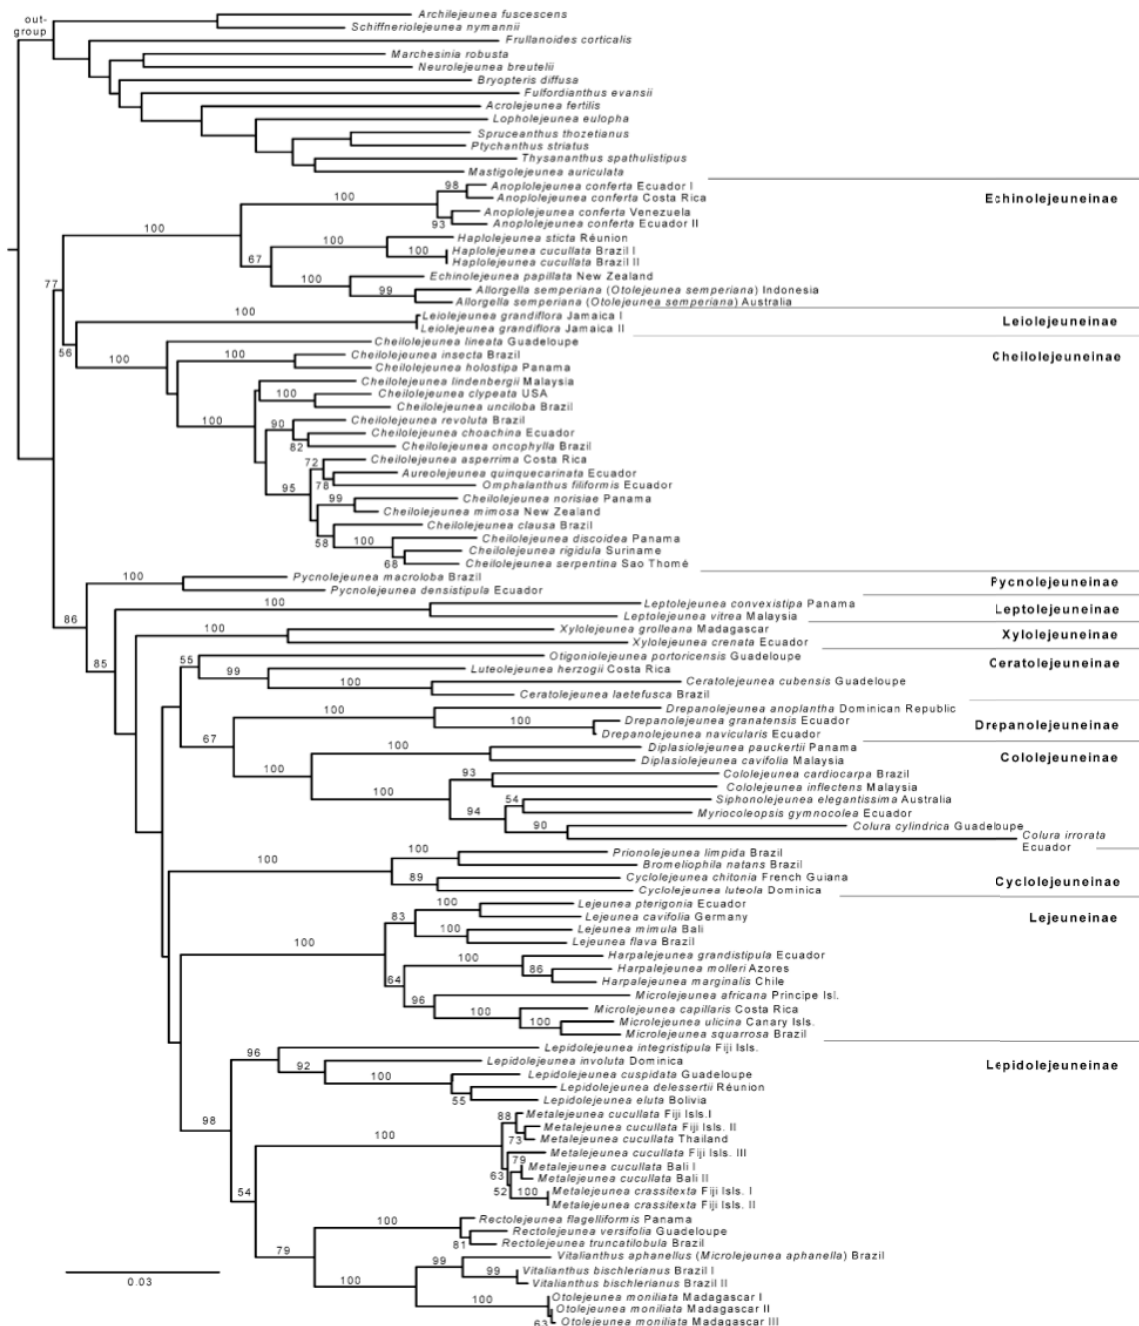 out-
group
Archilejeunea fuscescens
Schiffneriolejeunea nymannii
Frullanoides corticalis
Marchesinia robusta
Neurolejeunea breutelii
Bryopteris diffusa
Fulfordianthus evansii
Acrolejeunea fertilis
Lopholejeunea eulopha
Spruceanthus thozetianus
Ptychanthus striatus
Thysananthus spathulistipus
Mastigolejeunea auriculata
98 Anoplolejeunea conferta Ecuador I
100 Anoplolejeunea conferta Costa Rica
Echinolejeuneinae
Anoplolejeunea conferta Venezuela
93 Anoplolejeunea conferta Ecuador II
100
100 Haplolejeunea sticta Réunion
100 Haplolejeunea cucullata Brazil I
67 Haplolejeunea cucullata Brazil II
100 Echinolejeunea papillata New Zealand
77
99 Allorgella semperiana (Otolejeunea semperiana) Indonesia
Allorgella semperiana (Otolejeunea semperiana) Australia
100 Leiolejeunea grandiflora Jamaica I
Leiolejeunea grandiflora Jamaica II
Leiolejeuneinae
56
100 Cheilolejeunea lineata Guadeloupe
100 Cheilolejeunea insecta Brazil
Cheilolejeuneinae
Cheilolejeunea holostipa Panama
Cheilolejeunea lindenbergii Malaysia
100 Cheilolejeunea clypeata USA
Cheilolejeunea unciloba Brazil
100
90 Cheilolejeunea revoluta Brazil
Cheilolejeunea choachina Ecuador
82 Cheilolejeunea oncophylla Brazil
72 Cheilolejeunea asperrima Costa Rica
Aureolejeunea quinquecarinata Ecuador
78 Omphalanthus filiformis Ecuador
95
99 Cheilolejeunea norisiae Panama
Cheilolejeunea mimosa New Zealand
Cheilolejeunea clausa Brazil
58 100 Cheilolejeunea discoidea Panama
Cheilolejeunea rigidula Suriname
68 Cheilolejeunea serpentina Sao Thomé
100 Pycnolejeunea macroloba Brazil
Pycnolejeuneinae
Pycnolejeunea densistipula Ecuador
100 Leptolejeunea convexistipa Panama
Leptolejeuneinae
86 Leptolejeunea vitrea Malaysia
100 Xylolejeunea grolleana Madagascar
Xylolejeuneinae
Xylolejeunea crenata Ecuador
85
55 Otigoniolejeunea portoricensis Guadeloupe
Ceratolejeuneinae
99 Luteolejeunea herzogii Costa Rica
100 Ceratolejeunea cubensis Guadeloupe
Ceratolejeunea laetefusca Brazil
100 Drepanolejeunea anoplantha Dominican Republic
100 Drepanolejeunea granatensis Ecuador
Drepanolejeuneinae
Drepanolejeunea navicularis Ecuador
67
100 Diplasiolejeunea pauckertii Panama
Cololejeuneinae
Diplasiolejeunea cavifolia Malaysia
100
93 Cololejeunea cardiocarpa Brazil
Cololejeunea inflectens Malaysia
54 Siphonolejeunea elegantissima Australia
94 Myriocoleopsis gymnocolea Ecuador
90 Colura cylindrica Guadeloupe
Colura irrorata
Ecuador
100 Prionolejeunea limpida Brazil
100 Bromeliophila natans Brazil
89 Cyclolejeunea chitonia French Guiana
Cyclolejeuneinae
Cyclolejeunea luteola Dominica
100 Lejeunea pterigonia Ecuador
83 Lejeunea cavifolia Germany
Lejeuneinae
100 Lejeunea mimula Bali
Lejeunea flava Brazil
100
100 Harpalejeunea grandistipula Ecuador
86 Harpalejeunea molleri Azores
64 Harpalejeunea marginalis Chile
96 Microlejeunea africana Principe Isl.
100 Microlejeunea capillaris Costa Rica
100 Microlejeunea ulicina Canary Isls.
Microlejeunea squarrosa Brazil
96 Lepidolejeunea integristipula Fiji Isls.
92 Lepidolejeunea involuta Dominica
Lepidolejeuneinae
100 Lepidolejeunea cuspidata Guadeloupe
Lepidolejeunea delessertii Réunion
55 Lepidolejeunea eluta Bolivia
98
88 Metalejeunea cucullata Fiji Isls.I
Metalejeunea cucullata Fiji Isls. II
100
73 Metalejeunea cucullata Thailand
Metalejeunea cucullata Fiji Isls. III
79 Metalejeunea cucullata Bali I
63 Metalejeunea cucullata Bali II
52 100 Metalejeunea crassitexta Fiji Isls. I
54 Metalejeunea crassitexta Fiji Isls. II
100 Rectolejeunea flagelliformis Panama
Rectolejeunea versifolia Guadeloupe
81 Rectolejeunea truncatilobula Brazil
79
99 Vitalianthus aphanellus (Microlejeunea aphanella) Brazil
99 Vitalianthus bischlerianus Brazil I
100 Vitalianthus bischlerianus Brazil II
0.03
100 Otolejeunea moniliata Madagascar I
Otolejeunea moniliata Madagascar II
63 Otolejeunea moniliata Madagascar III